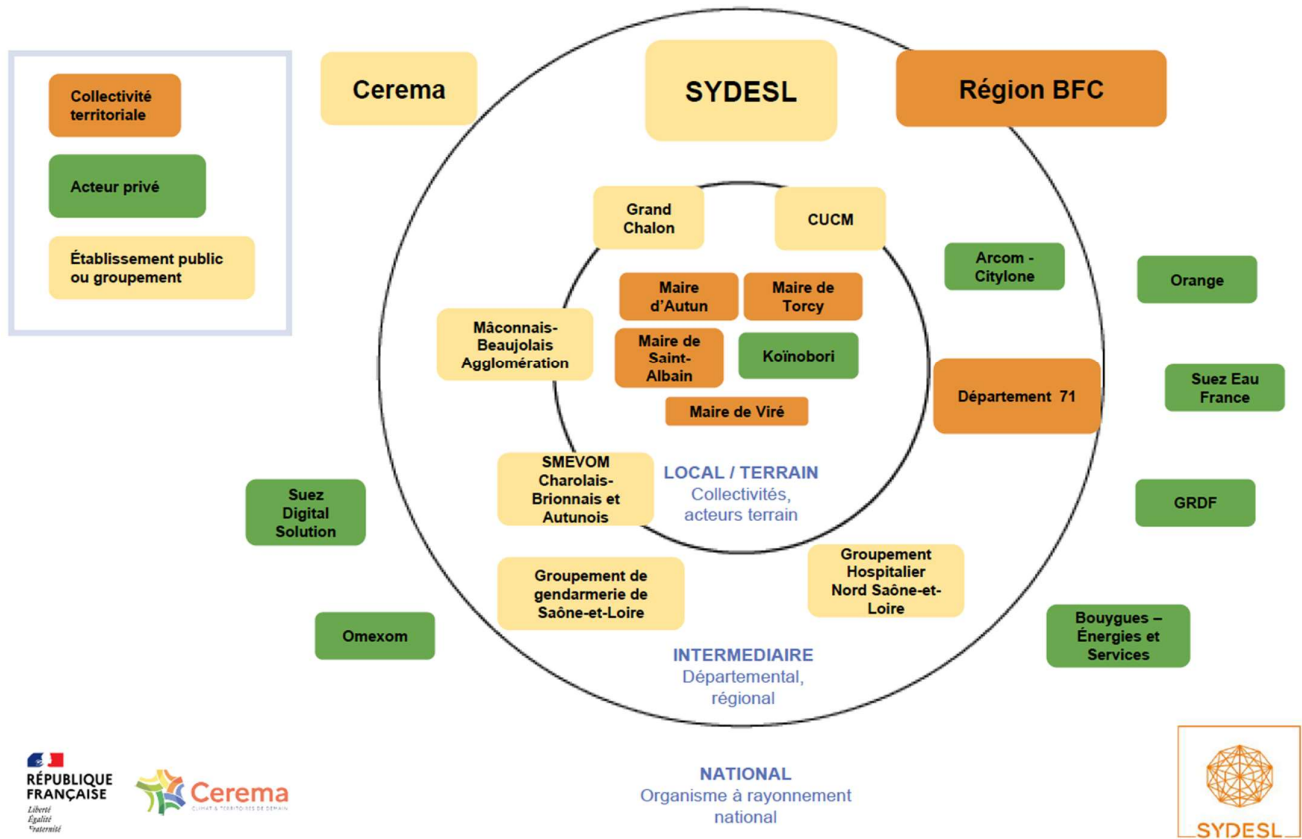 Collectivité
territoriale
Acteur privé
Établissement public
ou groupement
Cerema
SYDESL
Région BFC
Grand
Chalon
CUCM
Arcom -
Citylone
Orange
Maire
d'Autun
Maire de
Torcy
Mâconnais-
Beaujolais
Agglomération
Maire de
Saint-
Albain
Koïnobori
Maire de Viré
Département 71
Suez Eau
France
SMEVOM
Charolais-
Brionnais et
Autunois
LOCAL / TERRAIN
Collectivités,
acteurs terrain
Suez
Digital
Solution
GRDF
Groupement de
gendarmerie de
Saône-et-Loire
Groupement
Hospitalier
Nord Saône-et-
Loire
Omexom
Bouygues –
Énergies et
Services
INTERMEDIAIRE
Départemental,
régional
NATIONAL
Organisme à rayonnement
national
RÉPUBLIQUE
FRANÇAISE
Liberté
Égalité
Fraternité
Cerema
CLIMAT & TERRITOIRES DE DEMAIN
SYDESL